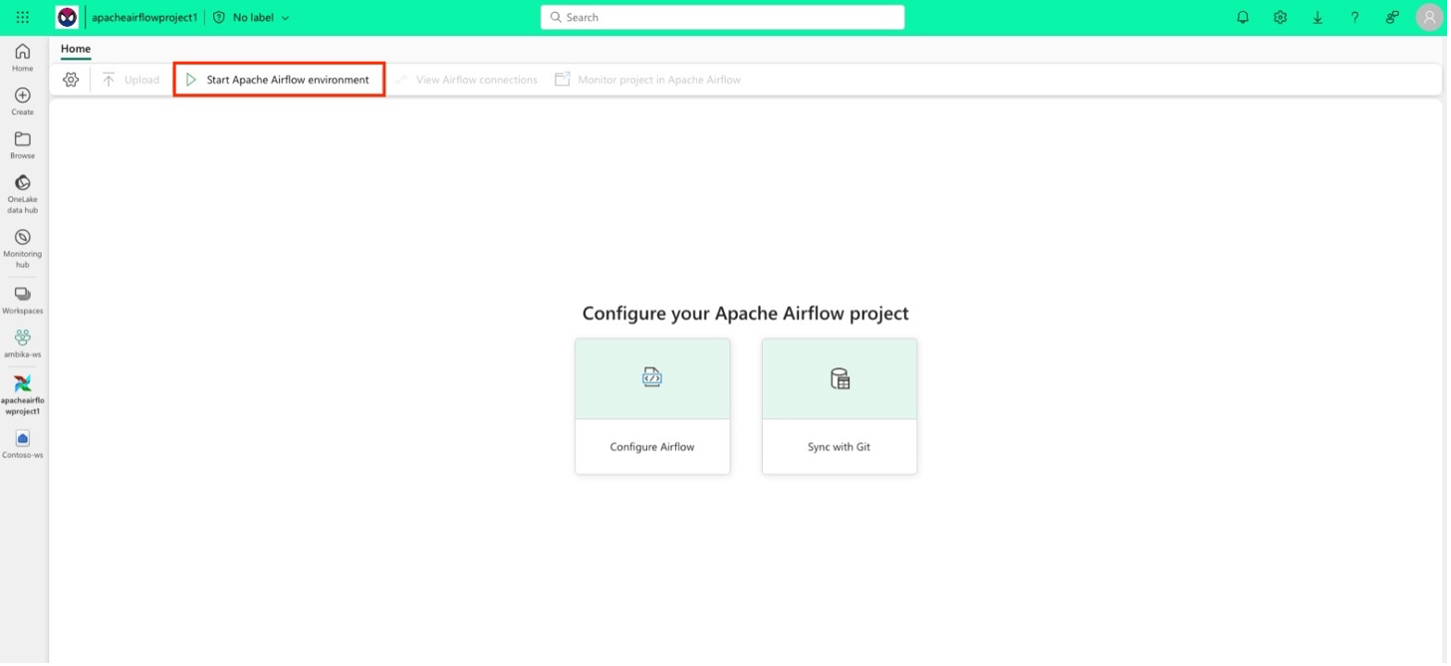 apacheairflowproject1
No label
Search
Home
Upload
Start Apache Airflow environment
View Airflow connections
Monitor project in Apache Airflow
Home
Create
Browse
OneLake
data hub
Monitoring
hub
Workspaces
ambika-ws
apacheairflo
wproject1
Contoso-ws
Configure your Apache Airflow project
Configure Airflow
Sync with Git